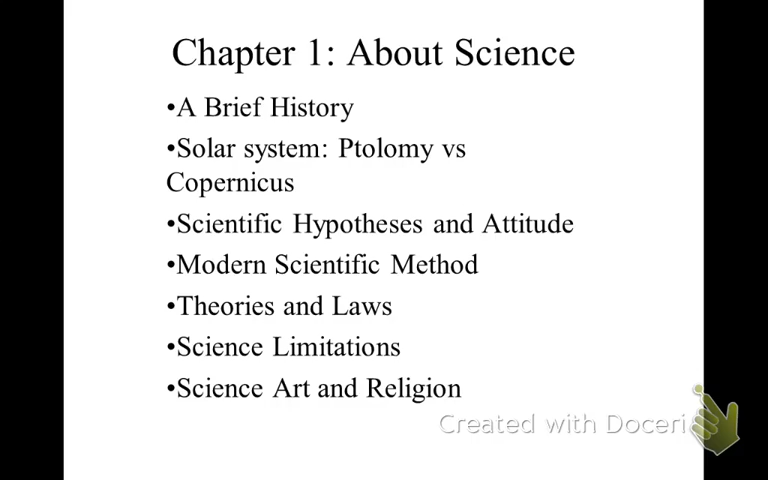 Chapter 1: About Science
•A Brief History
•Solar system: Ptolomy vs
Copernicus
•Scientific Hypotheses and Attitude
•Modern Scientific Method
•Theories and Laws
•Science Limitations
•Science Art and Religion
Created with Doceri